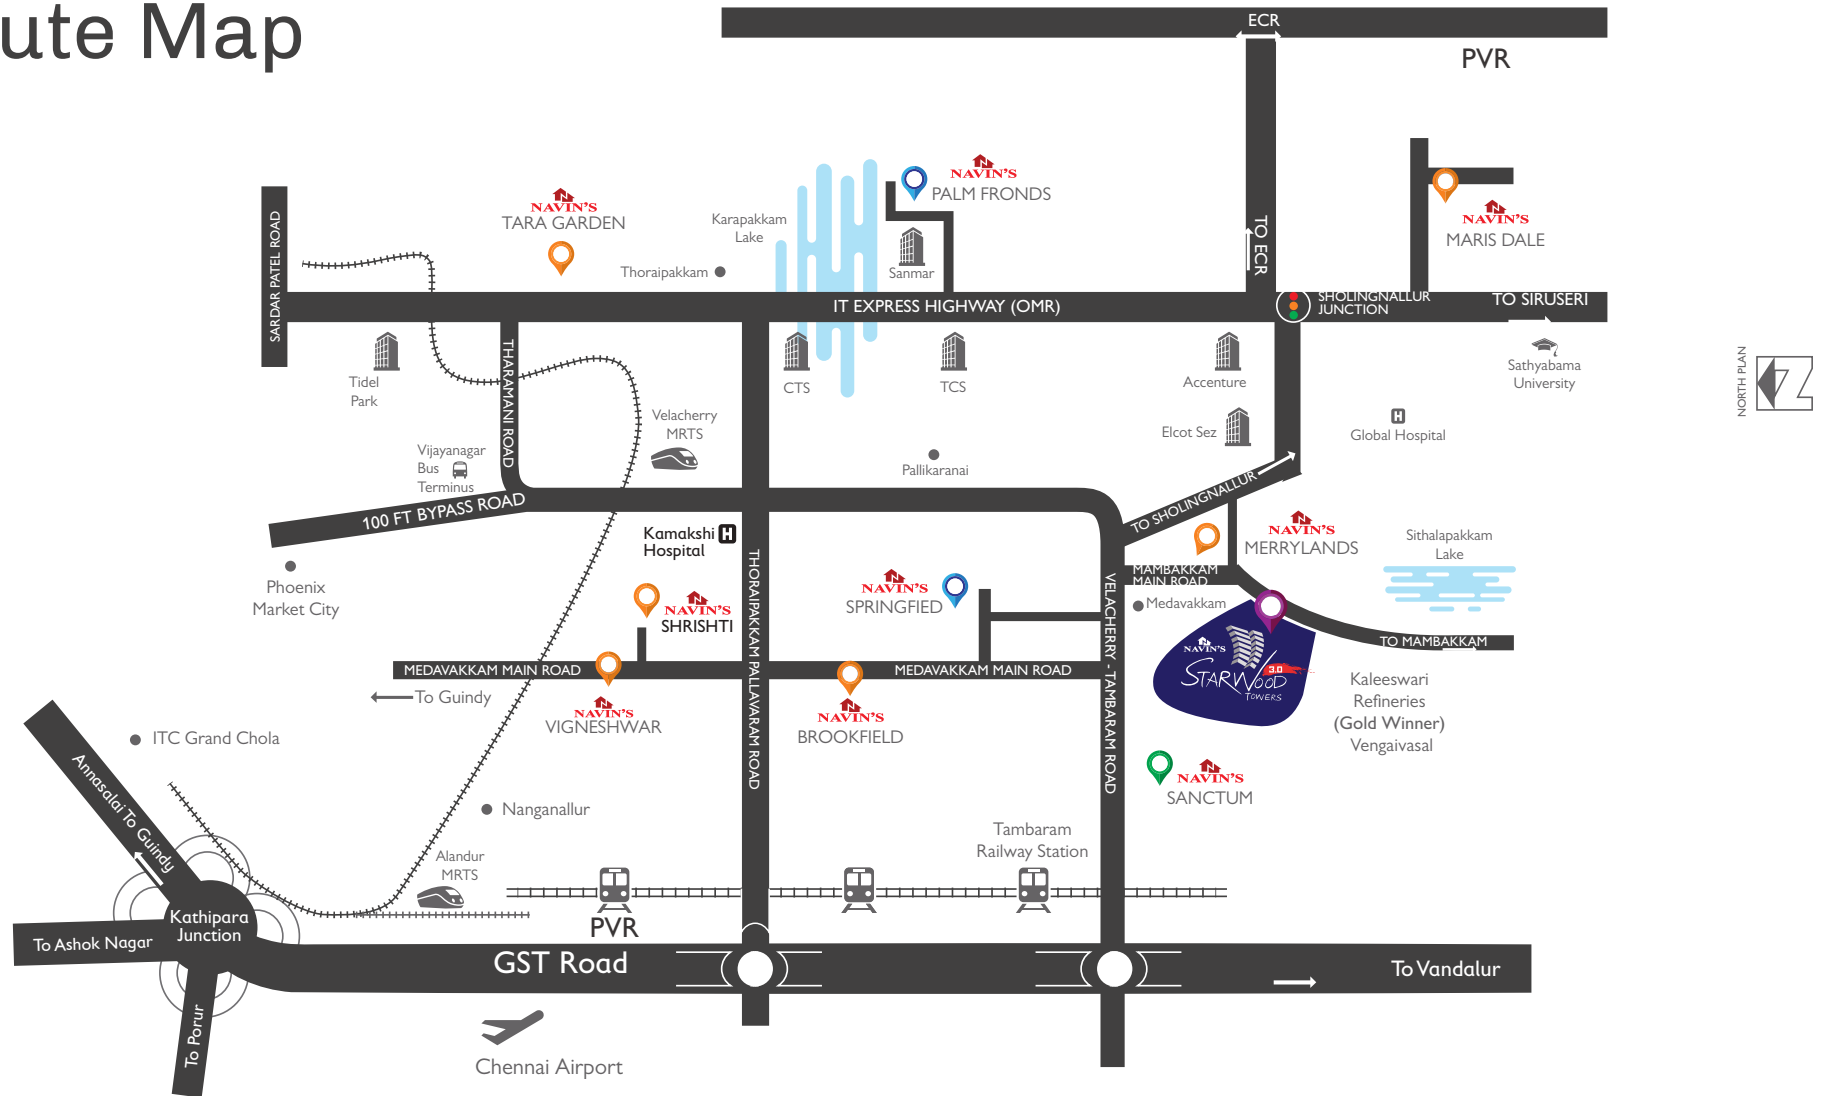 ute Map
ECR
PVR
NAVIN'S
PALM FRONDS
NAVIN'S
TARA GARDEN
Karapakkam
Lake
Thoraipakkam
Sanmar
SARDAR PATEL ROAD
TO ECR
NAVIN'S
MARIS DALE
IT EXPRESS HIGHWAY (OMR)
SHOLINGNALLUR
JUNCTION
TO SIRUSERI
Tidel
Park
THARAMANI ROAD
CTS
TCS
Accenture
Sathyabama
University
NORTH PLAN
Velacherry
MRTS
Elcot Sez
Global Hospital
Vijayanagar
Bus
Terminus
Pallikaranai
100 FT BYPASS ROAD
TO SHOLINGNALLUR
Kamakshi H
Hospital
NAVIN'S
MERRYLANDS
Sithalapakkam
Lake
Phoenix
Market City
NAVIN'S
SHRISHTI
THORAIPAKKAM PALLAVARAM ROAD
NAVIN'S
SPRINGFIED
VELACHERRY - TAMBARAM ROAD
MAMBAKKAM
MAIN ROAD
Medavakkam
TO MAMBAKKAM
NAVIN'S
STARWOOD 3.0
TOWERS
MEDAVAKKAM MAIN ROAD
MEDAVAKKAM MAIN ROAD
To Guindy
NAVIN'S
VIGNESHWAR
NAVIN'S
BROOKFIELD
Kaleeswari
Refineries
(Gold Winner)
Vengaivasal
ITC Grand Chola
Annasalai To Guindy
NAVIN'S
SANCTUM
Nanganallur
Tambaram
Railway Station
Alandur
MRTS
Kathipara
Junction
PVR
To Ashok Nagar
GST Road
To Vandalur
To Porur
Chennai Airport